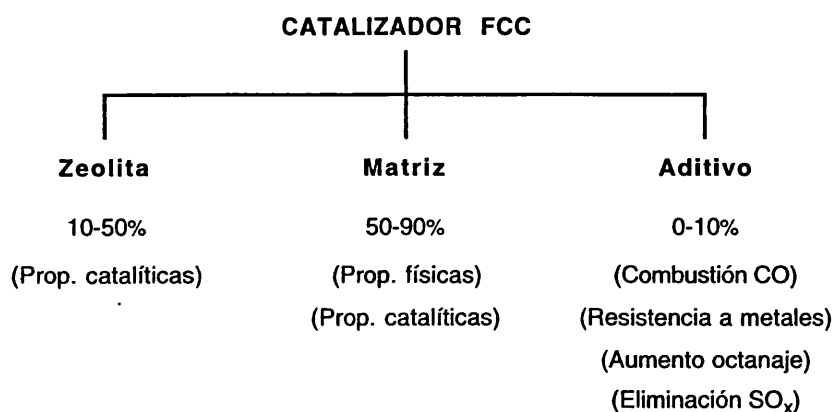 CATALIZADOR FCC
Zeolita
10-50%
(Prop. catalíticas)
Matriz
50-90%
(Prop. físicas)
(Prop. catalíticas)
Aditivo
0-10%
(Combustión CO)
(Resistencia a metales)
(Aumento octanaje)
(Eliminación SOₓ)